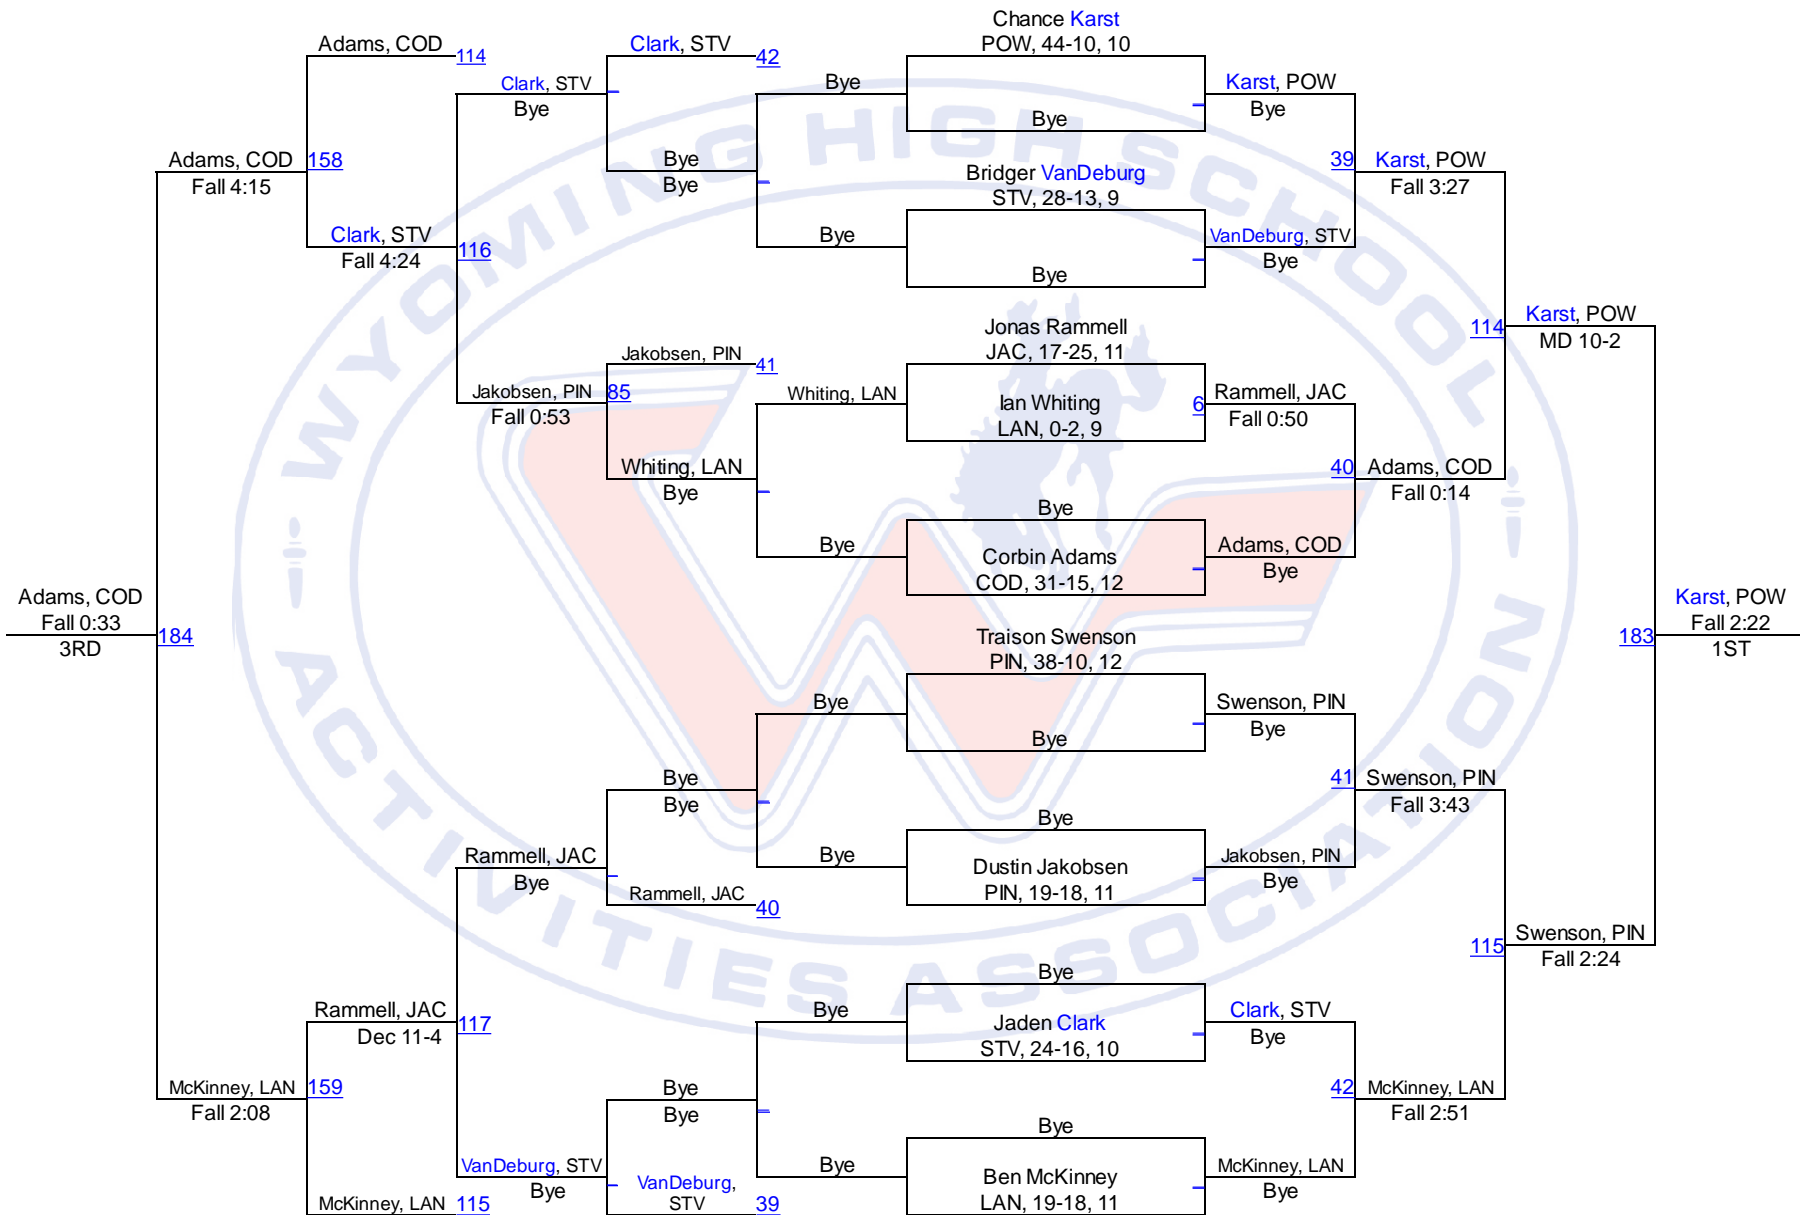 Adams, COD
114
Clark, STV
Bye
Clark, STV
42
Bye
Bye
Bye
Chance Karst
POW, 44-10, 10
Bye
Karst, POW
Bye
Bridger VanDeburg
STV, 28-13, 9
Bye
Bye
VanDeburg, STV
Bye
39
Karst, POW
Fall 3:27
Adams, COD
Fall 4:15
158
Clark, STV
Fall 4:24
116
Jakobsen, PIN
41
Jakobsen, PIN
Fall 0:53
85
Whiting, LAN
Bye
Whiting, LAN
Jonas Rammell
JAC, 17-25, 11
Ian Whiting
LAN, 0-2, 9
6
Rammell, JAC
Fall 0:50
Bye
Bye
Corbin Adams
COD, 31-15, 12
Adams, COD
Bye
40
Adams, COD
Fall 0:14
114
Karst, POW
MD 10-2
Adams, COD
Fall 0:33
3RD
184
183
Karst, POW
Fall 2:22
1ST
Traison Swenson
PIN, 38-10, 12
Bye
Bye
Swenson, PIN
Bye
Bye
Bye
Bye
Bye
Dustin Jakobsen
PIN, 19-18, 11
Jakobsen, PIN
Bye
41
Swenson, PIN
Fall 3:43
Rammell, JAC
Bye
Rammell, JAC
40
115
Swenson, PIN
Fall 2:24
Rammell, JAC
Dec 11-4
117
Bye
Bye
Jaden Clark
STV, 24-16, 10
Clark, STV
Bye
McKinney, LAN
Fall 2:08
159
Bye
Bye
42
McKinney, LAN
Fall 2:51
VanDeburg, STV
Bye
Bye
Bye
Ben McKinney
LAN, 19-18, 11
McKinney, LAN
Bye
McKinney, LAN
115
VanDeburg,
STV
39
WYOMING HIGH SCHOOL
ACTIVITIES ASSOCIATION